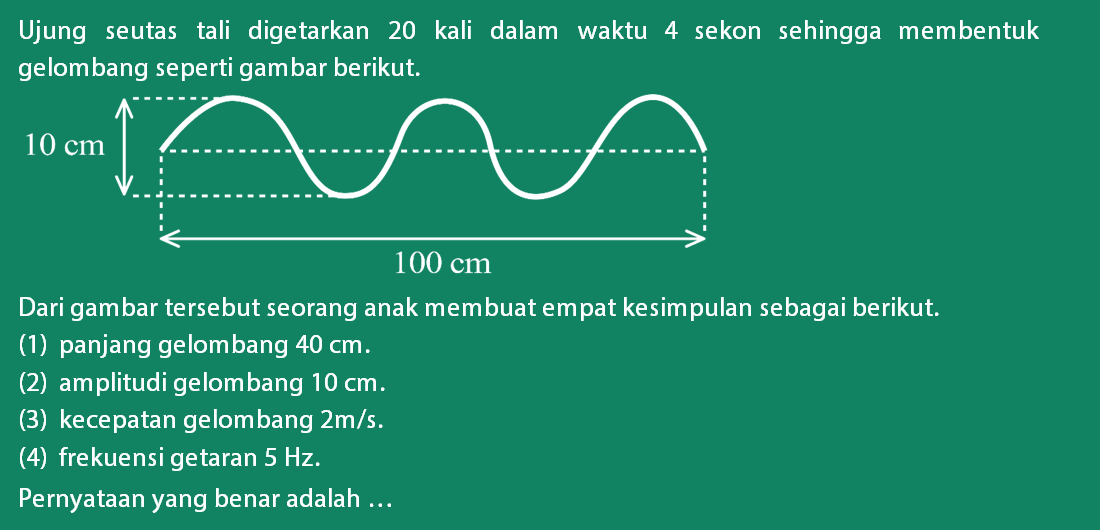 Ujung seutas tali digetarkan 20 kali dalam waktu 4 sekon sehingga membentuk
gelombang seperti gambar berikut.
10 cm
100 cm
Dari gambar tersebut seorang anak membuat empat kesimpulan sebagai berikut.
(1) panjang gelombang 40 cm.
(2) amplitudi gelombang 10 cm.
(3) kecepatan gelombang 2m/s.
(4) frekuensi getaran 5 Hz.
Pernyataan yang benar adalah ...